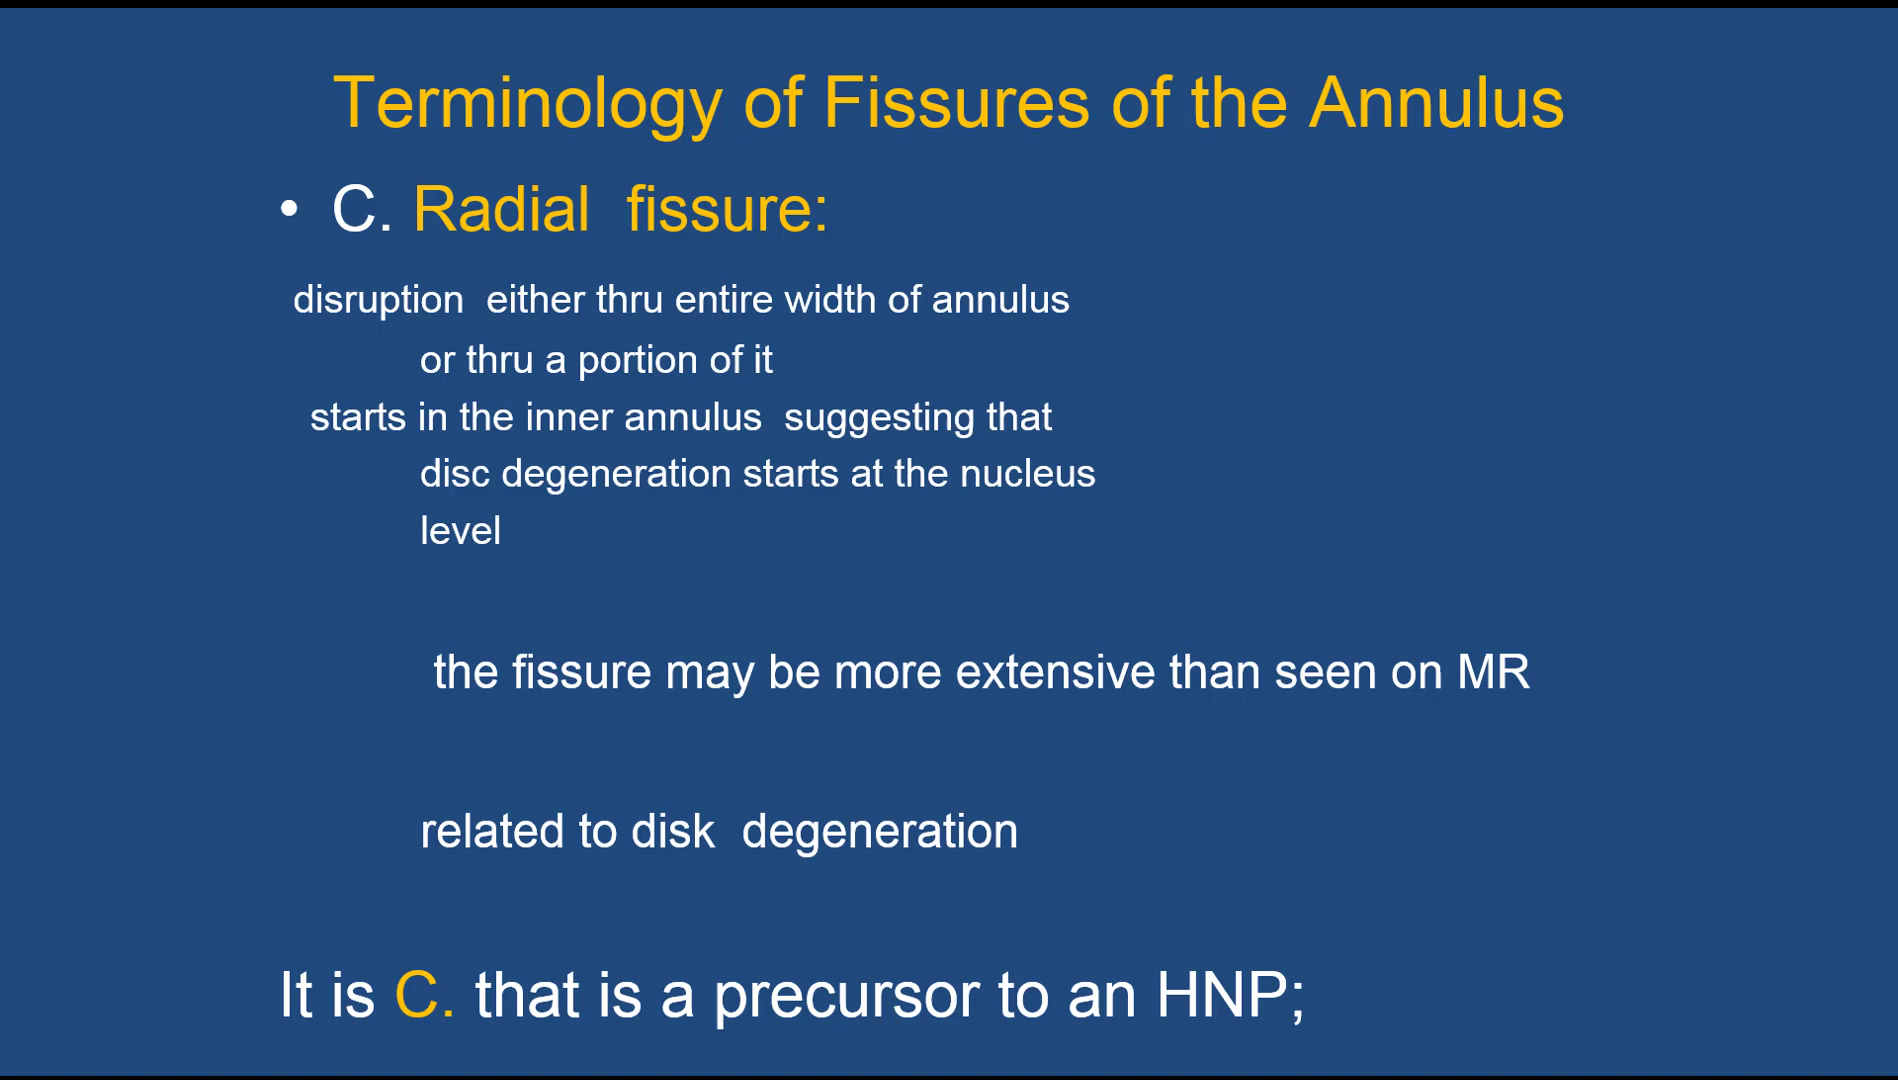 Terminology of Fissures of the Annulus
• C. Radial fissure:
disruption either thru entire width of annulus
or thru a portion of it
starts in the inner annulus suggesting that
disc degeneration starts at the nucleus
level
the fissure may be more extensive than seen on MR
related to disk degeneration
It is C. that is a precursor to an HNP;